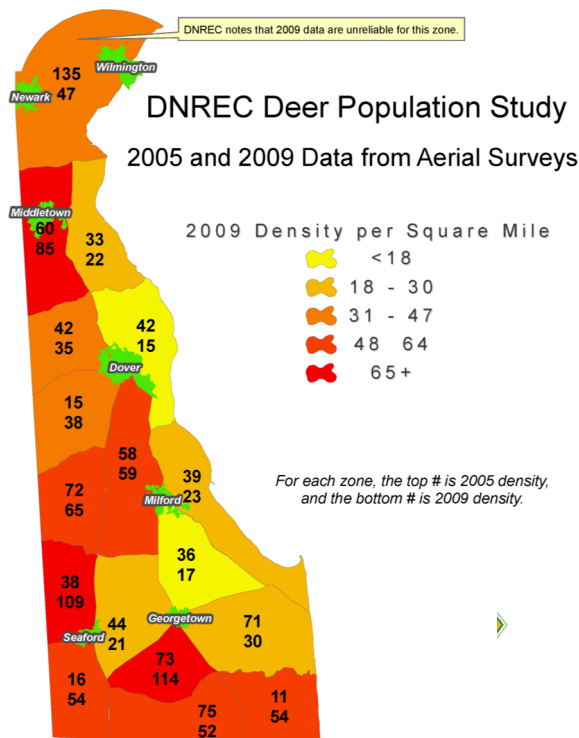 DNREC notes that 2009 data are unreliable for this zone.
Wilmington
135
47
Newark
DNREC Deer Population Study
2005 and 2009 Data from Aerial Surveys
Middletown
60
85
33
22
2009 Density per Square Mile
<18
18 - 30
31 - 47
48 64
65+
42
35
42
15
Dover
15
38
58
59
72
65
39
23
Milford
For each zone, the top # is 2005 density,
and the bottom # is 2009 density.
36
17
38
109
44
21
Georgetown
71
30
Seaford
73
114
16
54
75
52
11
54